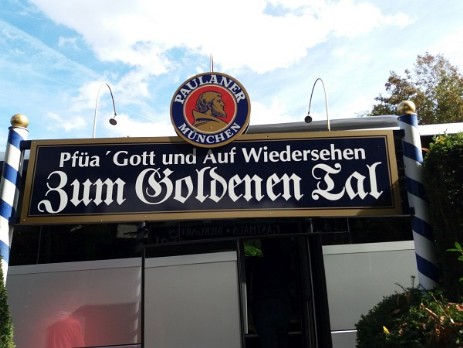 PAULANER
MÜNCHEN
Pfüa ´Gott und Auf Wiedersehen
Zum Goldenen Tal